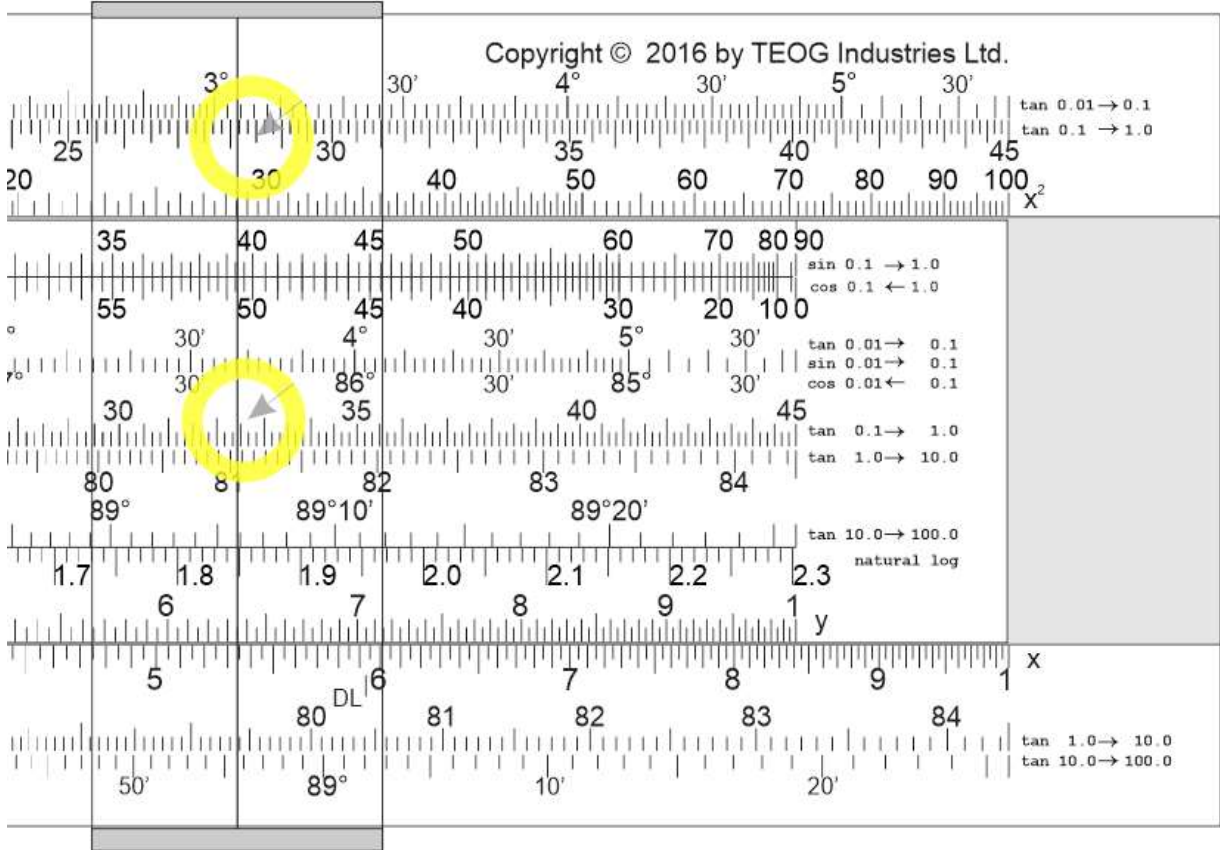 Copyright © 2016 by TEOG Industries Ltd.
3° 30' 4° 30' 5° 30'
tan 0.01→0.1
tan 0.1 →1.0
25 30 35 40 45
20 30 40 50 60 70 80 90 100 x²
35 40 45 50 60 70 80 90
sin 0.1 →1.0
cos 0.1 ←1.0
55 50 45 40 30 20 10 0
30' 4° 30' 5° 30'
tan 0.01→ 0.1
sin 0.01→ 0.1
cos 0.01← 0.1
30' 86° 30' 85° 30'
30 35 40 45
tan 0.1→ 1.0
tan 1.0→ 10.0
80 81 82 83 84
89° 89°10' 89°20'
tan 10.0→100.0
natural log
1.7 1.8 1.9 2.0 2.1 2.2 2.3
6 7 8 9 1 y
5 6 7 8 9 1 x
DL
80 81 82 83 84
tan 1.0→ 10.0
tan 10.0→100.0
50' 89° 10' 20'